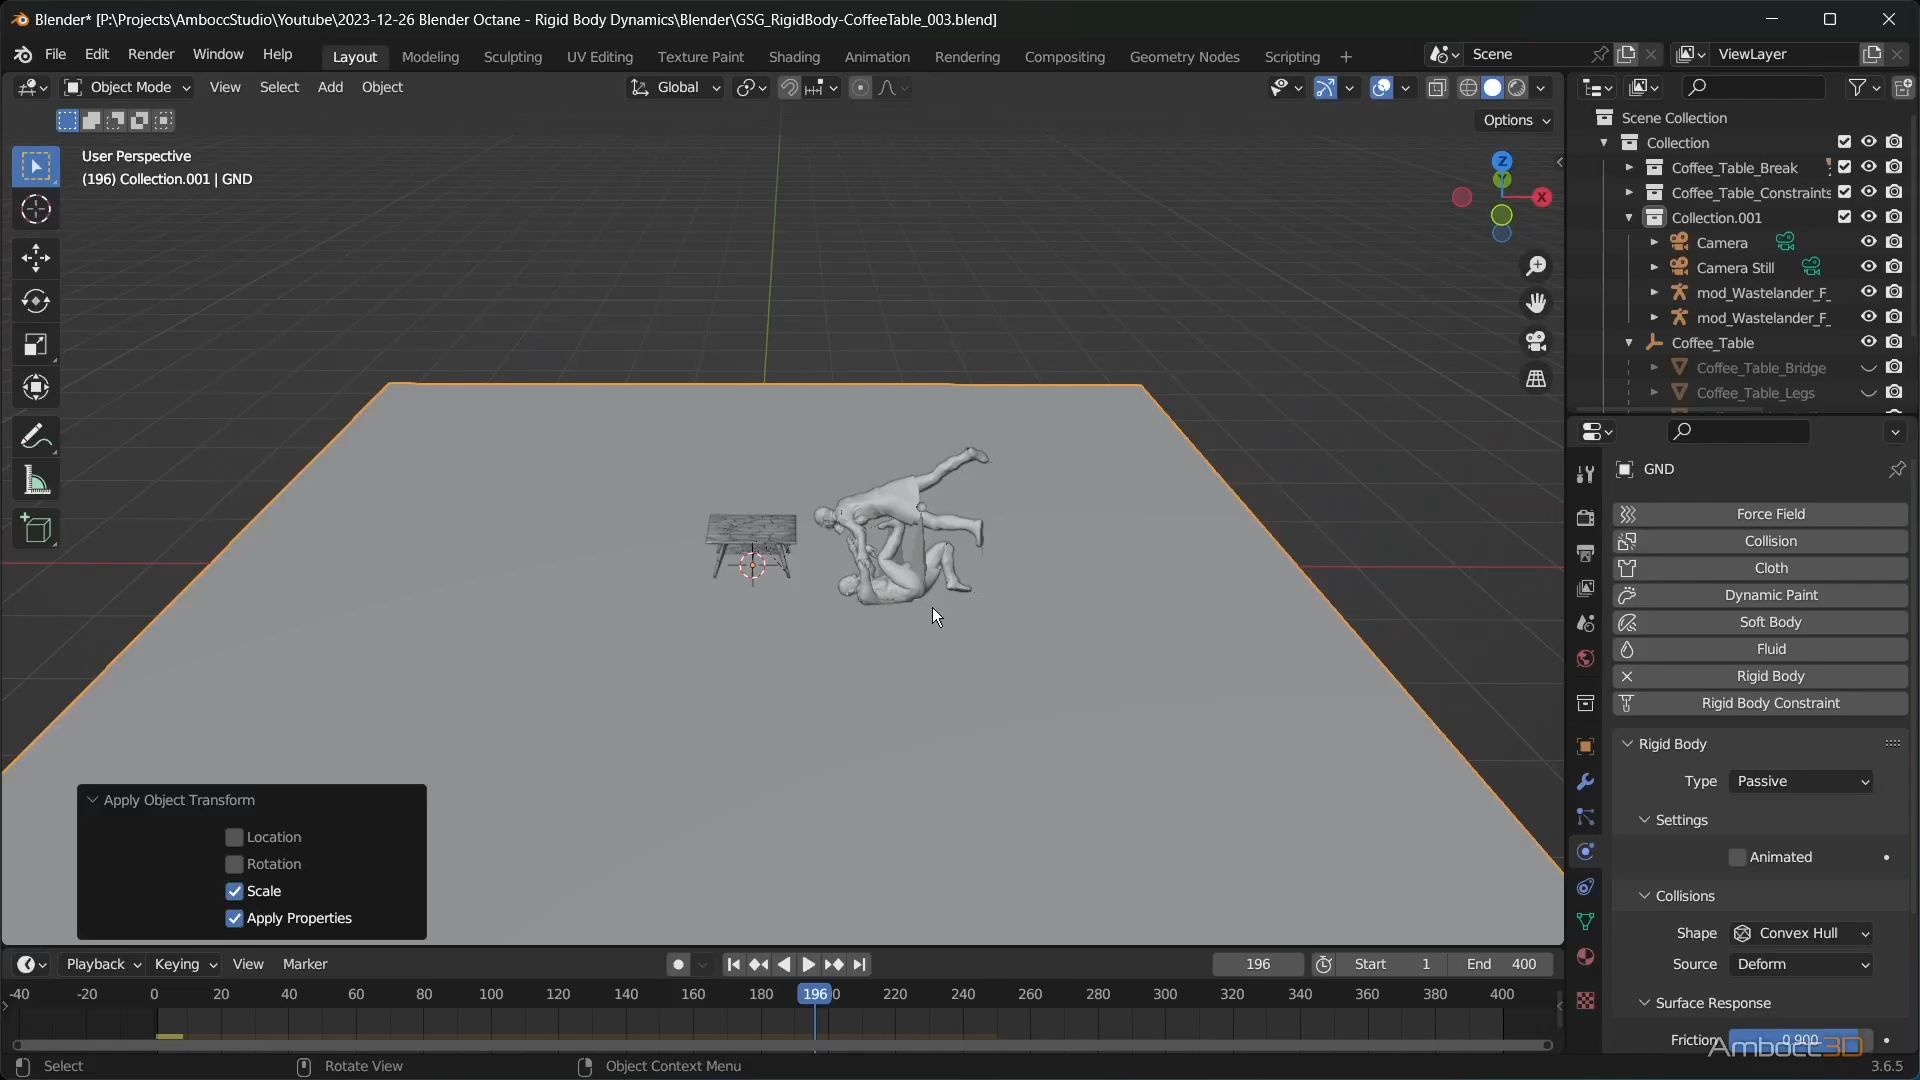 Blender* [P:\Projects\AmboccStudio\Youtube\2023-12-26 Blender Octane - Rigid Body Dynamics\Blender\GSG_RigidBody-CoffeeTable_003.blend]
File Edit Render Window Help Layout Modeling Sculpting UV Editing Texture Paint Shading Animation Rendering Compositing Geometry Nodes Scripting + Scene ViewLayer
Object Mode View Select Add Object Global
Options
User Perspective
(196) Collection.001 | GND
Z
Y
X
Scene Collection
Collection
Coffee_Table_Break
Coffee_Table_Constraints
Collection.001
Camera
Camera Still
mod_Wastelander_F_
mod_Wastelander_F_
Coffee_Table
Coffee_Table_Bridge
Coffee_Table_Legs
GND
Force Field
Collision
Cloth
Dynamic Paint
Soft Body
Fluid
Rigid Body
Rigid Body Constraint
Rigid Body
Type Passive
Settings
Animated
Collisions
Shape Convex Hull
Source Deform
Surface Response
Friction 0.900
Ambocc3D
Apply Object Transform
Location
Rotation
Scale
Apply Properties
Playback Keying View Marker 196 Start 1 End 400
-40 -20 0 20 40 60 80 100 120 140 160 180 196 0 220 240 260 280 300 320 340 360 380 400
Select Rotate View Object Context Menu 3.6.5